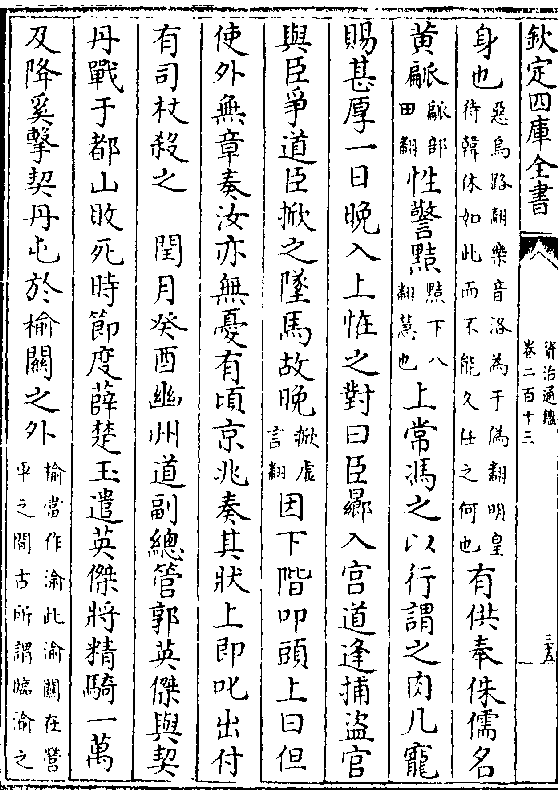 欽定四庫全書
資治通鑑
卷二百十三
三五
身也惡烏路翻樂音洛為于偽翻明皇
待韓休如此而不能久任之何也有供奉侏儒名
黃𤬏𤬏部
田翻性警黠黠下八
翻慧也上常馮之以行謂之肉几寵
賜甚厚一日晚入上怪之對曰臣曏入宮道逢捕盜官
與臣爭道臣掀之墜馬故晚掀虛
言翻因下階叩頭上曰但
使外無章奏汝亦無憂有頃京兆奏其狀上即叱出付
有司杖殺之 閏月癸酉幽州道副總管郭英傑與契
丹戰于都山敗死時節度薛楚玉遣英傑將精騎一萬
及降奚擊契丹屯於榆關之外榆當作渝此渝關在營
平之間古所謂臨渝之